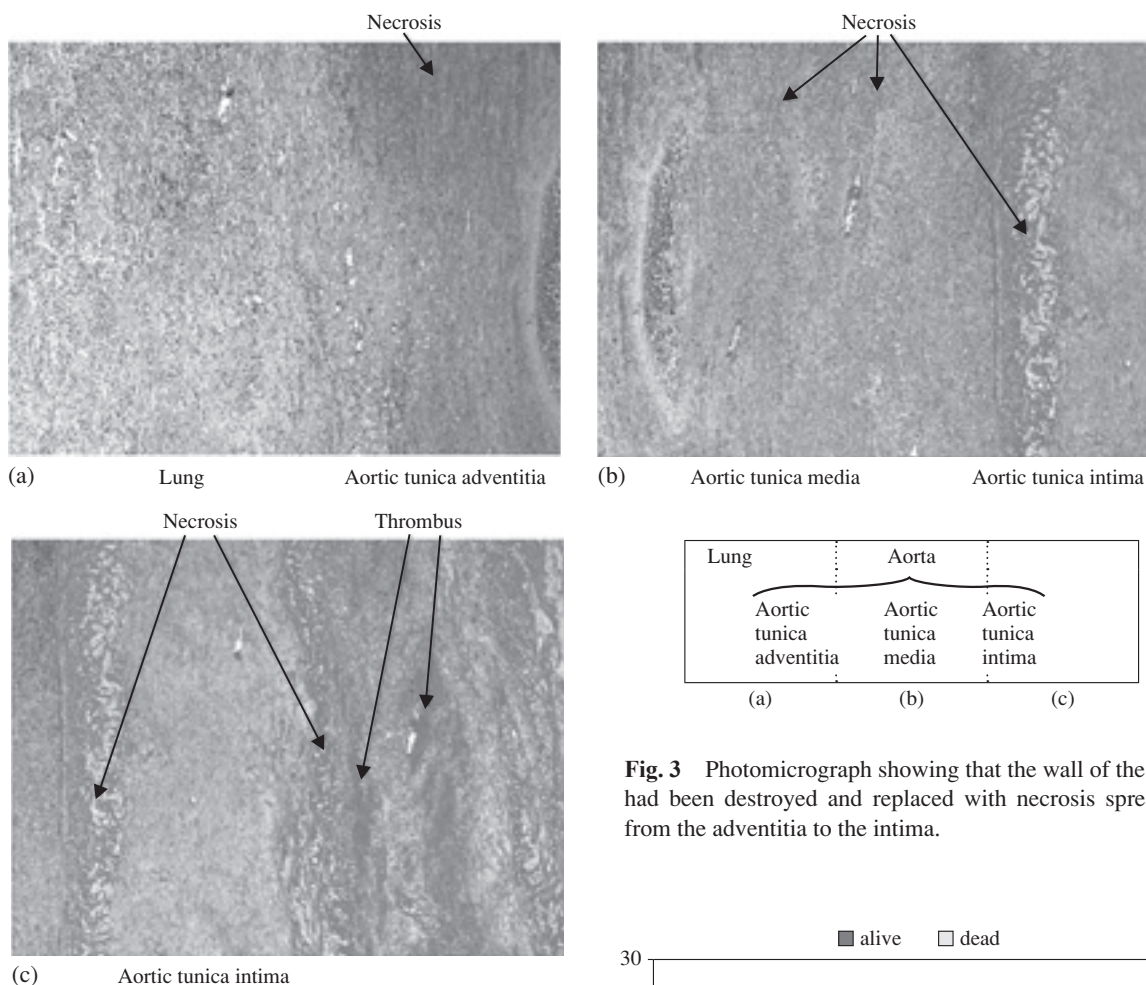 Necrosis
Necrosis
(a) Lung Aortic tunica adventitia
(b) Aortic tunica media Aortic tunica intima
Necrosis Thrombus
(c) Aortic tunica intima
Lung Aorta
Aortic Aortic Aortic
tunica tunica tunica
adventitia media intima
(a) (b) (c)
Fig. 3 Photomicrograph showing that the wall of the
had been destroyed and replaced with necrosis spre
from the adventitia to the intima.
alive dead
30